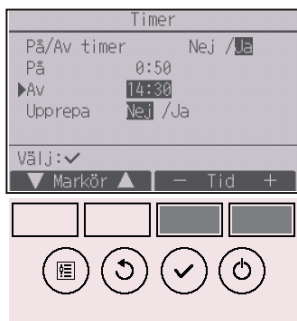 Timer
På/Av timer Nej /Ja
På 0:50
▶Av 14:30
Upprepa Nej /Ja
Välj:✓
▼ Markör ▲ − Tid +